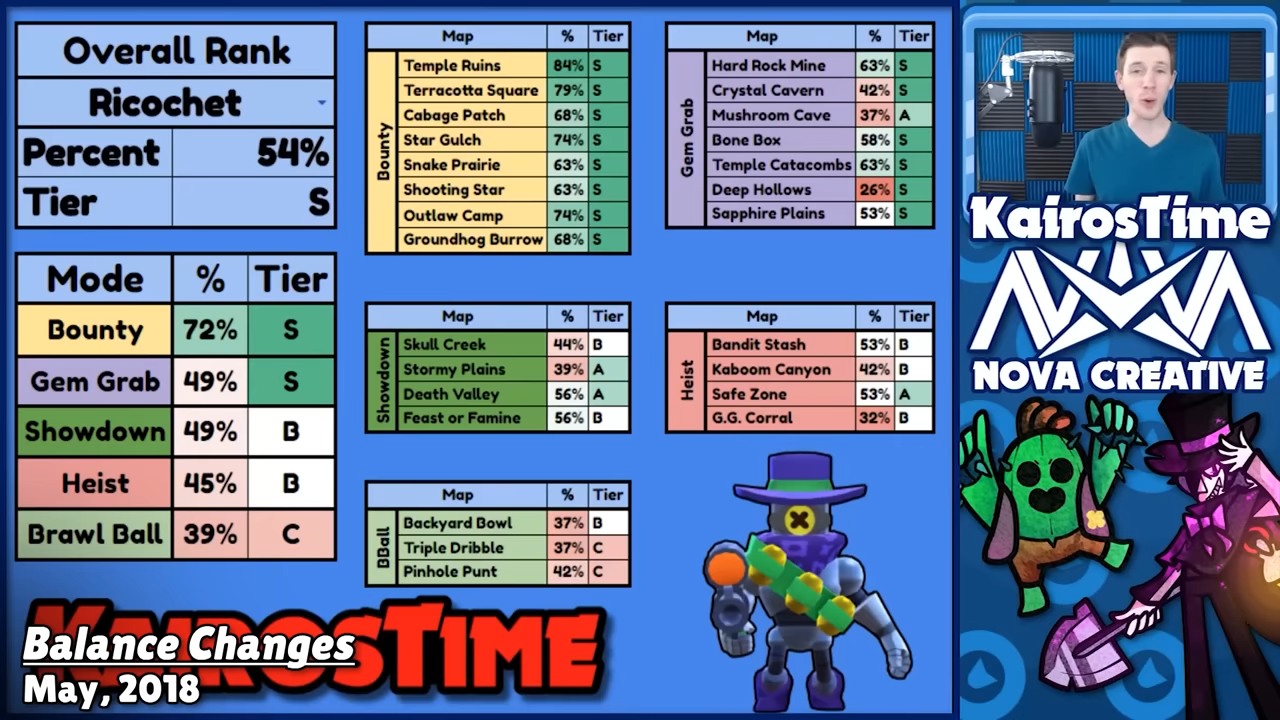 Overall Rank
Ricochet
Percent 54%
Tier S
Mode % Tier
Bounty 72% S
Gem Grab 49% S
Showdown 49% B
Heist 45% B
Brawl Ball 39% C
Map % Tier
Bounty
Temple Ruins 84% S
Terracotta Square 79% S
Cabage Patch 68% S
Star Gulch 74% S
Snake Prairie 63% S
Shooting Star 63% S
Outlaw Camp 74% S
Groundhog Burrow 68% S
Map % Tier
Gem Grab
Hard Rock Mine 63% S
Crystal Cavern 42% S
Mushroom Cave 37% A
Bone Box 58% S
Temple Catacombs 63% S
Deep Hollows 26% S
Sapphire Plains 53% S
Map % Tier
Showdown
Skull Creek 44% B
Stormy Plains 39% A
Death Valley 56% A
Feast or Famine 56% B
Map % Tier
Heist
Bandit Stash 53% B
Kaboom Canyon 42% B
Safe Zone 53% A
G.G. Corral 32% B
Map % Tier
BBall
Backyard Bowl 37% B
Triple Dribble 37% C
Pinhole Punt 42% C
KAIROSTIME
Balance Changes
May, 2018
KairosTime
NOVA
NOVA CREATIVE